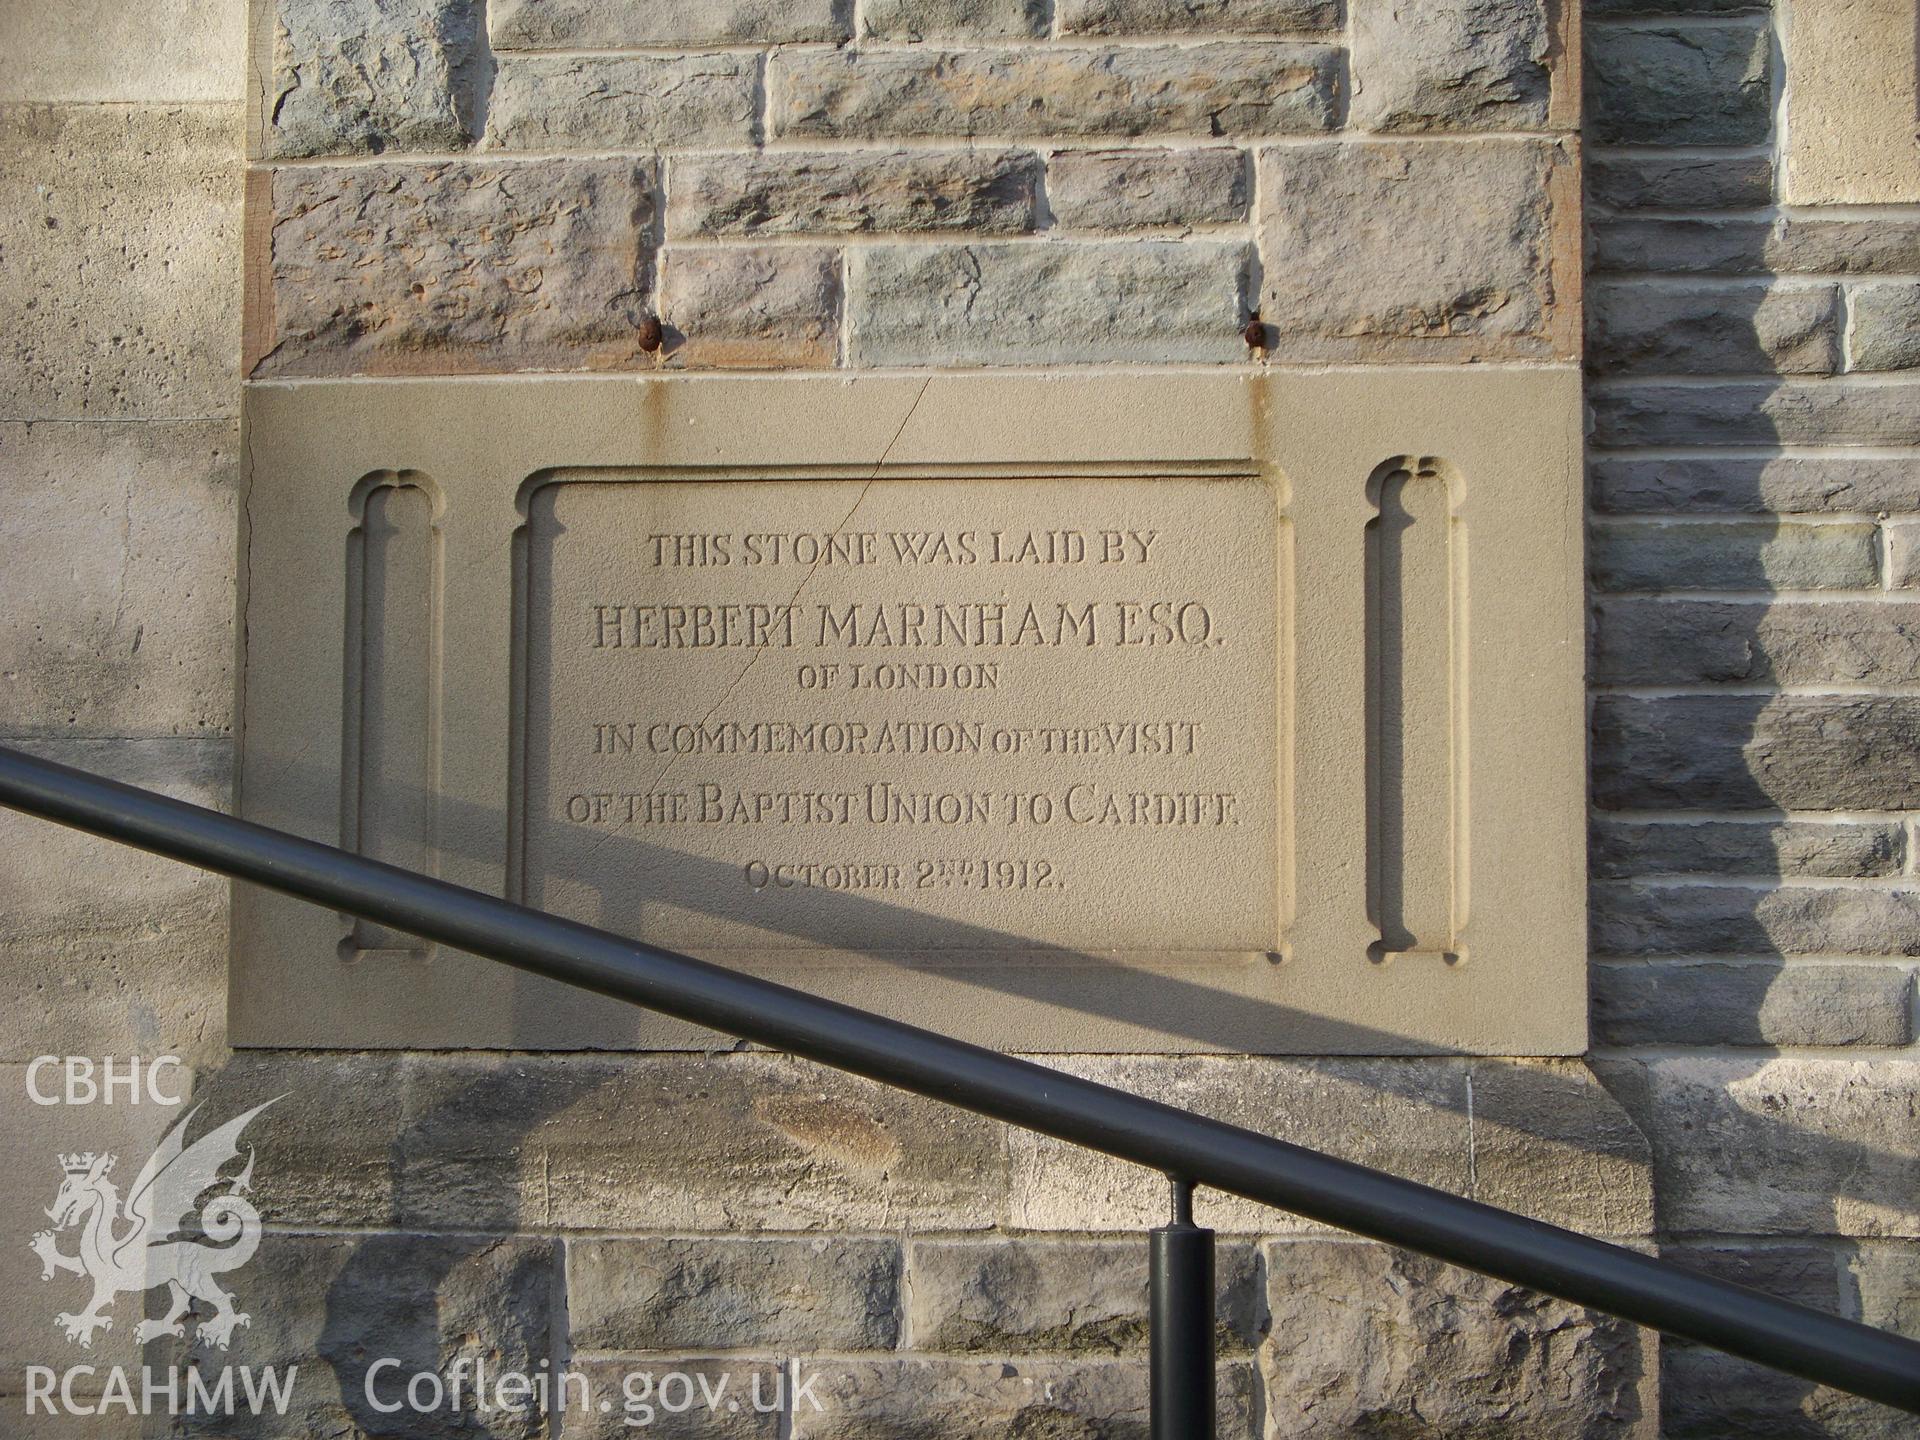 THIS STONE WAS LAID BY
HERBERT MARNHAM ESQ.
OF LONDON
IN COMMEMORATION OF THE VISIT
OF THE BAPTIST UNION TO CARDIFF.
OCTOBER 2ND 1912.
CBHC
RCAHMW
Coflein.gov.uk